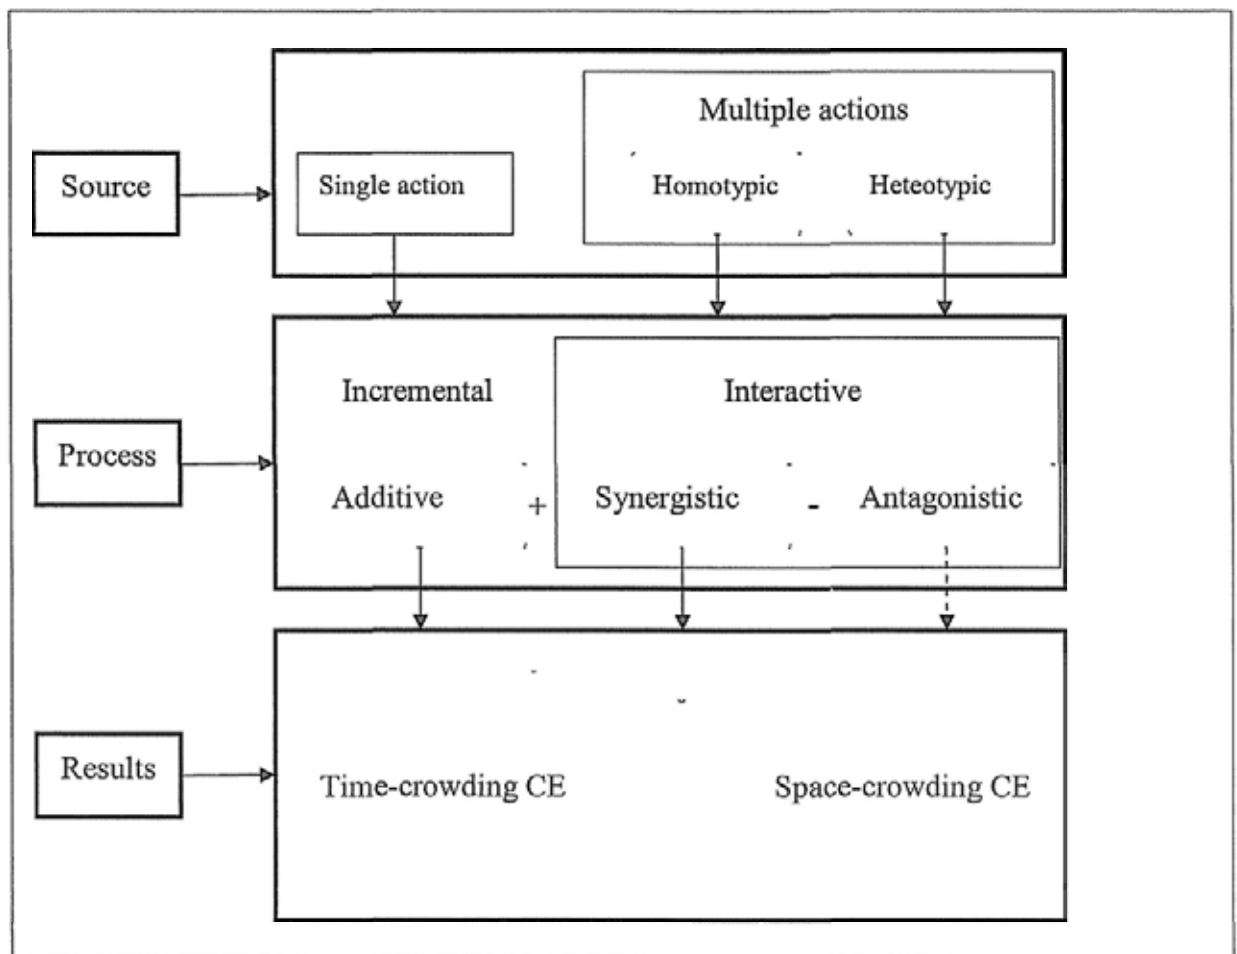 Multiple actions
Source
Single action
Homotypic
Heteotypic
Incremental
Interactive
Process
Additive + Synergistic - Antagonistic
Results
Time-crowding CE
Space-crowding CE